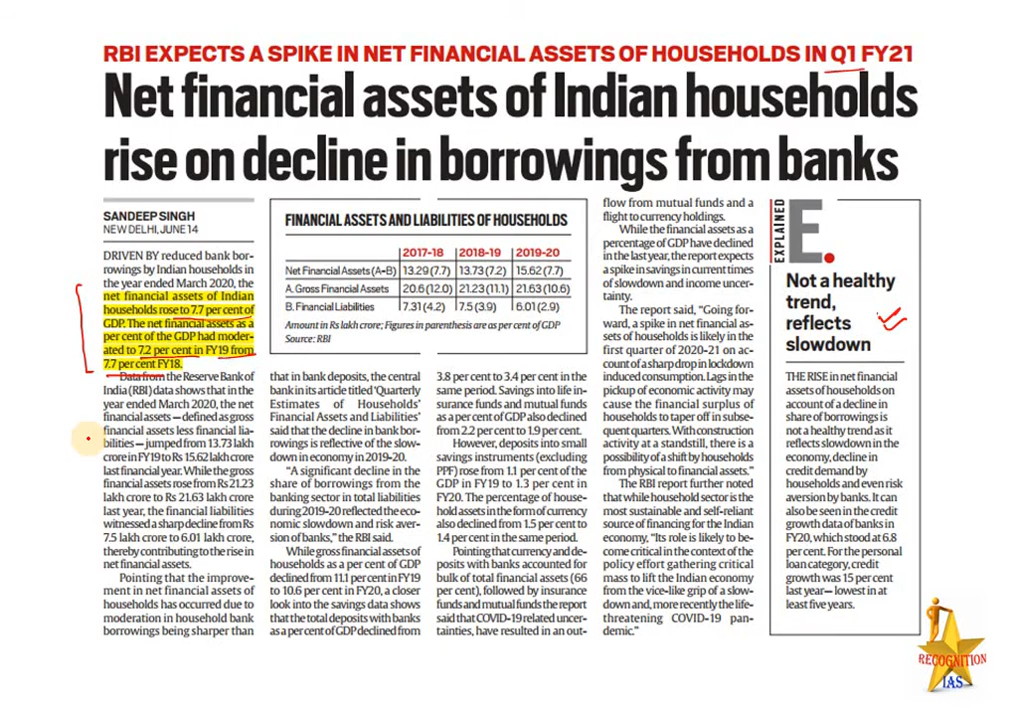 RBI EXPECTS A SPIKE IN NET FINANCIAL ASSETS OF HOUSEHOLDS IN Q1 FY21
Net financial assets of Indian households
rise on decline in borrowings from banks
SANDEEP SINGH
NEW DELHI, JUNE 14
DRIVEN BY reduced bank bor-
rowings by Indian households in
the year ended March 2020, the
net financial assets of Indian
households rose to 7.7 per cent of
GDP. The net financial assets as a
per cent of the GDP had moder-
ated to 7.2 per cent in FY19 from
7.7 per cent FY18.
Data from the Reserve Bank of
India (RBI) data shows that in the
year ended March 2020, the net
financial assets — defined as gross
financial assets less financial lia-
bilities — jumped from 13.73 lakh
crore in FY19 to Rs 15.62 lakh crore
last financial year. While the gross
financial assets rose from Rs 21.23
lakh crore to Rs 21.63 lakh crore
last year, the financial liabilities
witnessed a sharp decline from Rs
7.5 lakh crore to 6.01 lakh crore,
thereby contributing to the rise in
net financial assets.
Pointing that the improve-
ment in net financial assets of
households has occurred due to
moderation in household bank
borrowings being sharper than
FINANCIAL ASSETS AND LIABILITIES OF HOUSEHOLDS
2017-18 2018-19 2019-20
Net Financial Assets (A-B) 13.29 (7.7) 13.73 (7.2) 15.62 (7.7)
A. Gross Financial Assets 20.6 (12.0) 21.23 (11.1) 21.63 (10.6)
B. Financial Liabilities 7.31 (4.2) 7.5 (3.9) 6.01 (2.9)
Amount in Rs lakh crore; Figures in parenthesis are as per cent of GDP
Source: RBI
that in bank deposits, the central
bank in its article titled 'Quarterly
Estimates of Households'
Financial Assets and Liabilities'
said that the decline in bank bor-
rowings is reflective of the slow-
down in economy in 2019-20.
"A significant decline in the
share of borrowings from the
banking sector in total liabilities
during 2019-20 reflected the eco-
nomic slowdown and risk aver-
sion of banks," the RBI said.
While gross financial assets of
households as a per cent of GDP
declined from 11.1 per cent in FY19
to 10.6 per cent in FY20, a closer
look into the savings data shows
that the total deposits with banks
as a per cent of GDP declined from
3.8 per cent to 3.4 per cent in the
same period. Savings into life in-
surance funds and mutual funds
as a per cent of GDP also declined
from 2.2 per cent to 1.9 per cent.
However, deposits into small
savings instruments (excluding
PPF) rose from 1.1 per cent of the
GDP in FY19 to 1.3 per cent in
FY20. The percentage of house-
hold assets in the form of currency
also declined from 1.5 per cent to
1.4 per cent in the same period.
Pointing that currency and de-
posits with banks accounted for
bulk of total financial assets (66
per cent), followed by insurance
funds and mutual funds the report
said that COVID-19 related uncer-
tainties, have resulted in an out-
flow from mutual funds and a
flight to currency holdings.
While the financial assets as a
percentage of GDP have declined
in the last year, the report expects
a spike in savings in current times
of slowdown and income uncer-
tainty.
The report said, "Going for-
ward, a spike in net financial as-
sets of households is likely in the
first quarter of 2020-21 on ac-
count of a sharp drop in lockdown
induced consumption. Lags in the
pickup of economic activity may
cause the financial surplus of
households to taper off in subse-
quent quarters. With construction
activity at a standstill, there is a
possibility of a shift by households
from physical to financial assets."
The RBI report further noted
that while household sector is the
most sustainable and self-reliant
source of financing for the Indian
economy, "Its role is likely to be-
come critical in the context of the
policy effort gathering critical
mass to lift the Indian economy
from the vice-like grip of a slow-
down and, more recently the life-
threatening COVID-19 pan-
demic."
EXPLAINED
E.
Not a healthy
trend,
reflects
slowdown
THE RISE in net financial
assets of households on
account of a decline in
share of borrowings is
not a healthy trend as it
reflects slowdown in the
economy, decline in
credit demand by
households and even risk
aversion by banks. It can
also be seen in the credit
growth data of banks in
FY20, which stood at 6.8
per cent. For the personal
loan category, credit
growth was 15 per cent
last year — lowest in at
least five years.
RECOGNITION
IAS